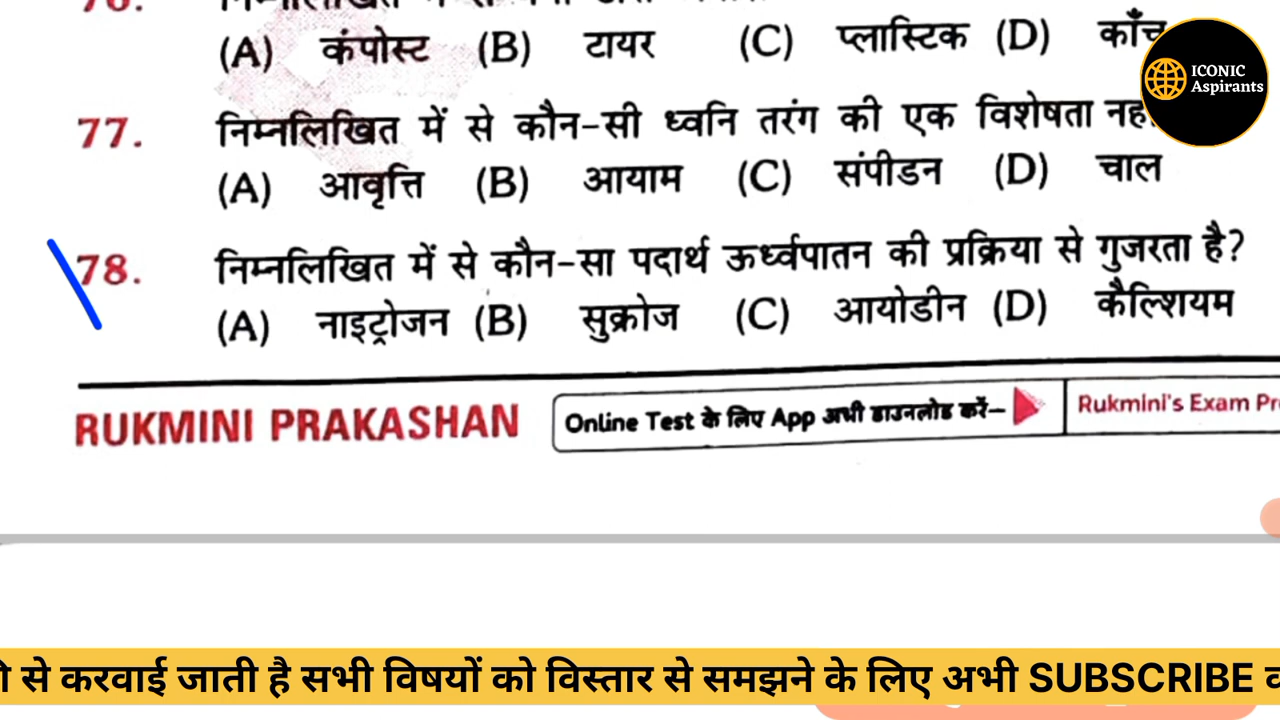 76.
(A) कंपोस्ट (B) टायर (C) प्लास्टिक (D) काँच
ICONIC Aspirants
77. निम्नलिखित में से कौन-सी ध्वनि तरंग की एक विशेषता
(A) आवृत्ति (B) आयाम (C) संपीडन (D) चाल
78. निम्नलिखित में से कौन-सा पदार्थ ऊर्ध्वपातन की प्रक्रिया से गुजरता है?
(A) नाइट्रोजन (B) सुक्रोज (C) आयोडीन (D) कैल्शियम
RUKMINI PRAKASHAN
Online Test के लिए App अभी डाउनलोड करें–
Rukmini's Exam
से करवाई जाती है सभी विषयों को विस्तार से समझने के लिए अभी SUBSCRIBE